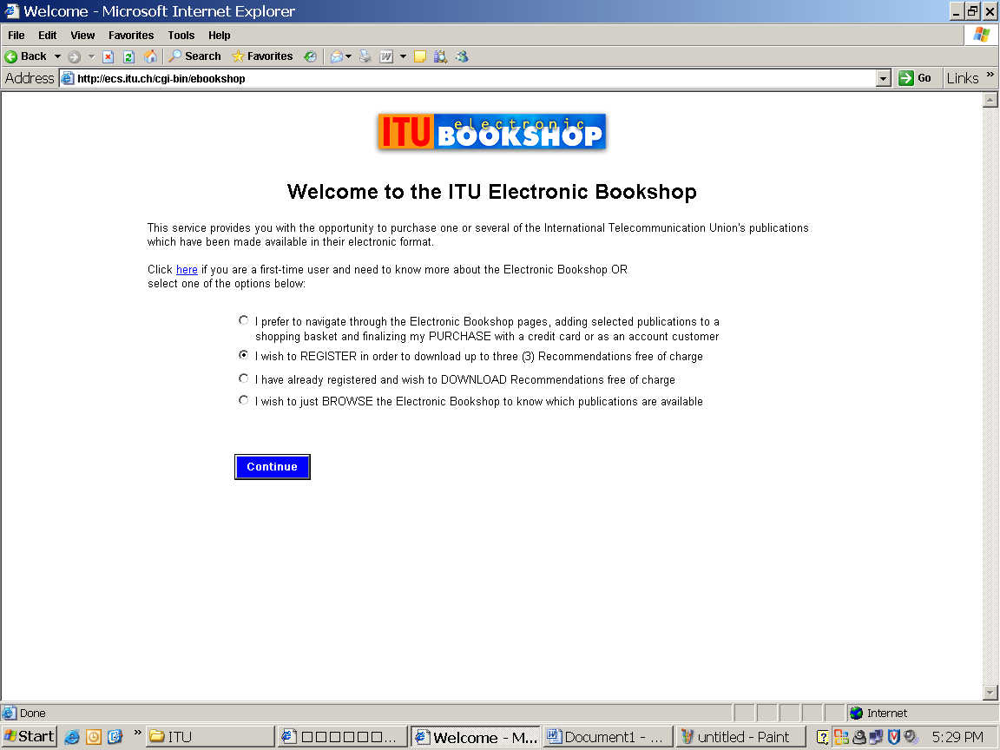 Welcome - Microsoft Internet Explorer
File Edit View Favorites Tools Help
Back Search Favorites
Address http://ecs.itu.ch/cgi-bin/ebookshop Go Links »
ITU electronic BOOKSHOP
Welcome to the ITU Electronic Bookshop
This service provides you with the opportunity to purchase one or several of the International Telecommunication Union's publications
which have been made available in their electronic format.
Click here if you are a first-time user and need to know more about the Electronic Bookshop OR
select one of the options below:
I prefer to navigate through the Electronic Bookshop pages, adding selected publications to a
shopping basket and finalizing my PURCHASE with a credit card or as an account customer
I wish to REGISTER in order to download up to three (3) Recommendations free of charge
I have already registered and wish to DOWNLOAD Recommendations free of charge
I wish to just BROWSE the Electronic Bookshop to know which publications are available
Continue
Done Internet
Start » ITU □□□□□□... Welcome - M... Document1 - ... untitled - Paint 5:29 PM